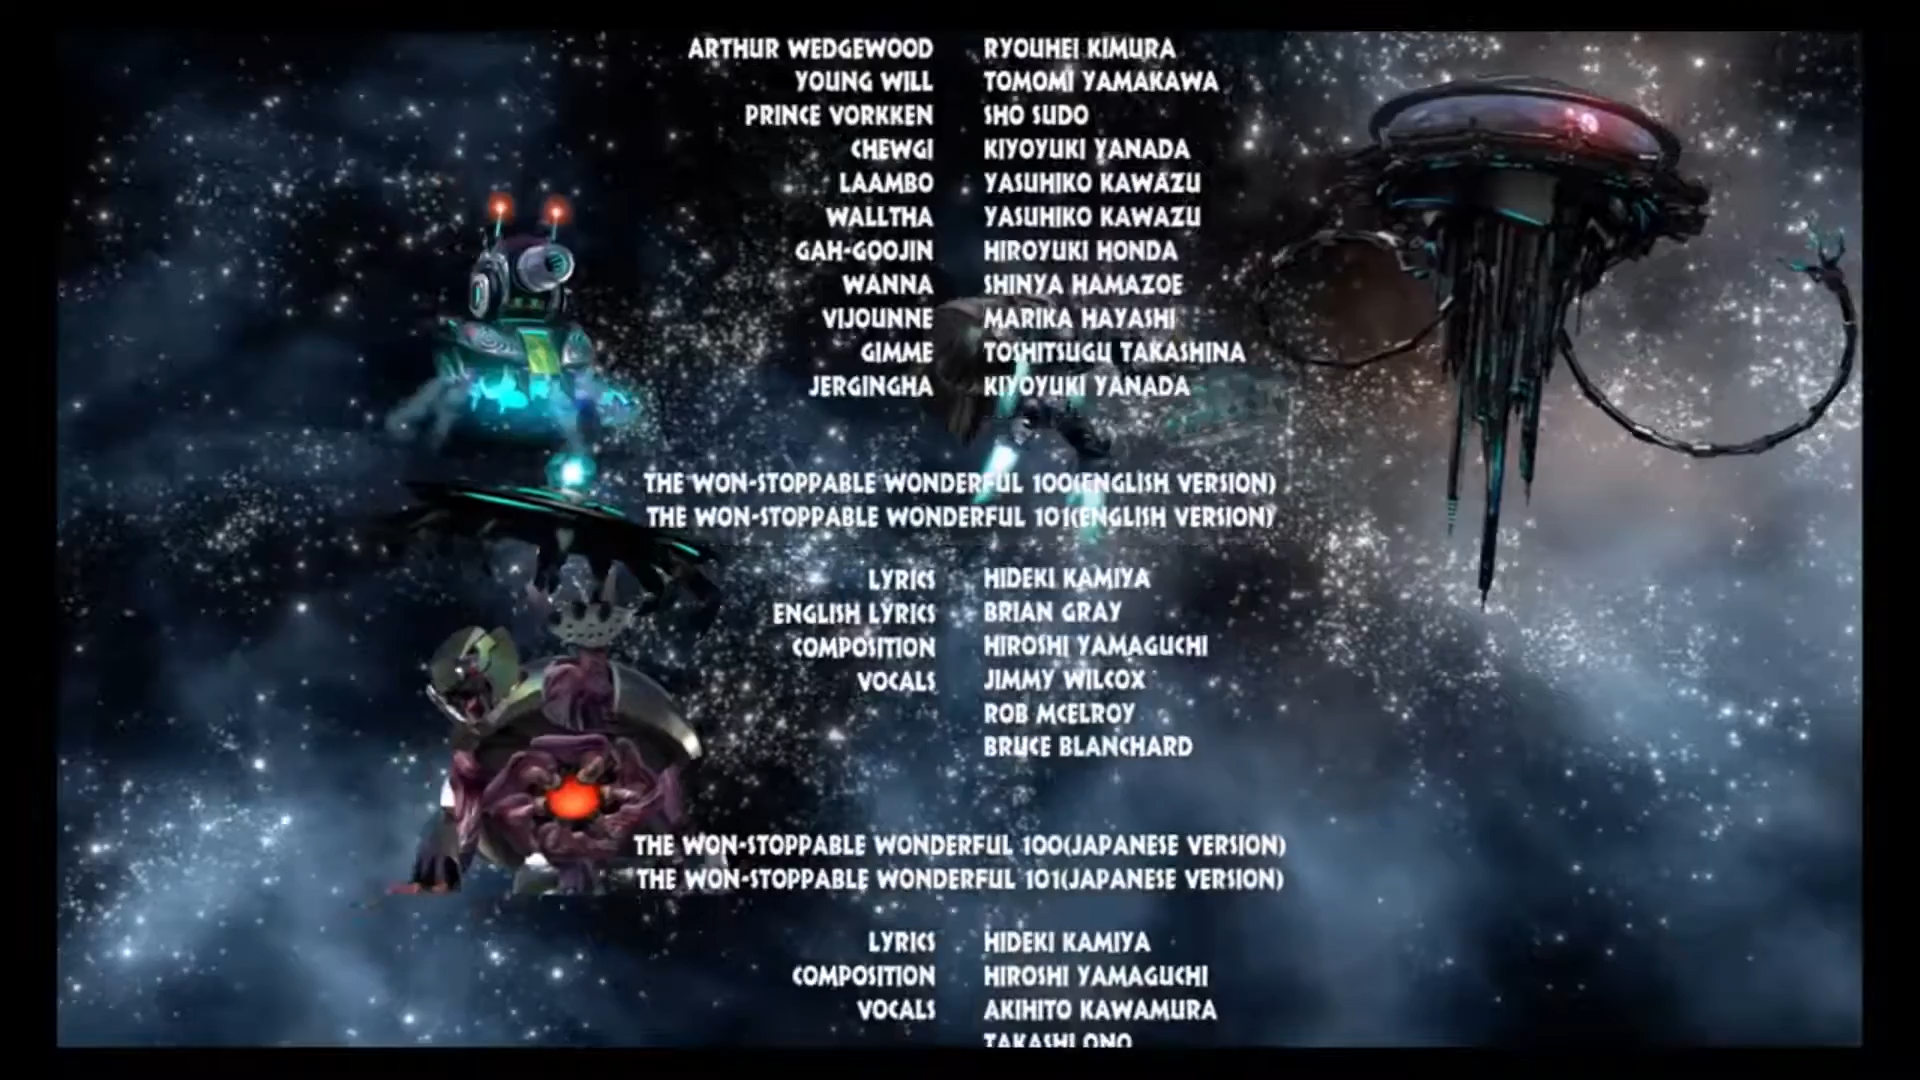 ARTHUR WEDGEWOOD RYOUHEI KIMURA
YOUNG WILL TOMOMI YAMAKAWA
PRINCE VORKKEN SHO SUDO
CHEWGI KIYOYUKI YANADA
LAAMBO YASUHIKO KAWAZU
WALLTHA YASUHIKO KAWAZU
GAH-GOOJIN HIROYUKI HONDA
WANNA SHINYA HAMAZOE
VIJOUNNE MARIKA HAYASHI
GIMME TOSHITSUGU TAKASHINA
JERGINGHA KIYOYUKI YANADA
THE WON-STOPPABLE WONDERFUL 100(ENGLISH VERSION)
THE WON-STOPPABLE WONDERFUL 101(ENGLISH VERSION)
LYRICS HIDEKI KAMIYA
ENGLISH LYRICS BRIAN GRAY
COMPOSITION HIROSHI YAMAGUCHI
VOCALS JIMMY WILCOX
ROB MCELROY
BRUCE BLANCHARD
THE WON-STOPPABLE WONDERFUL 100(JAPANESE VERSION)
THE WON-STOPPABLE WONDERFUL 101(JAPANESE VERSION)
LYRICS HIDEKI KAMIYA
COMPOSITION HIROSHI YAMAGUCHI
VOCALS AKIHITO KAWAMURA
TAKASHI ONO